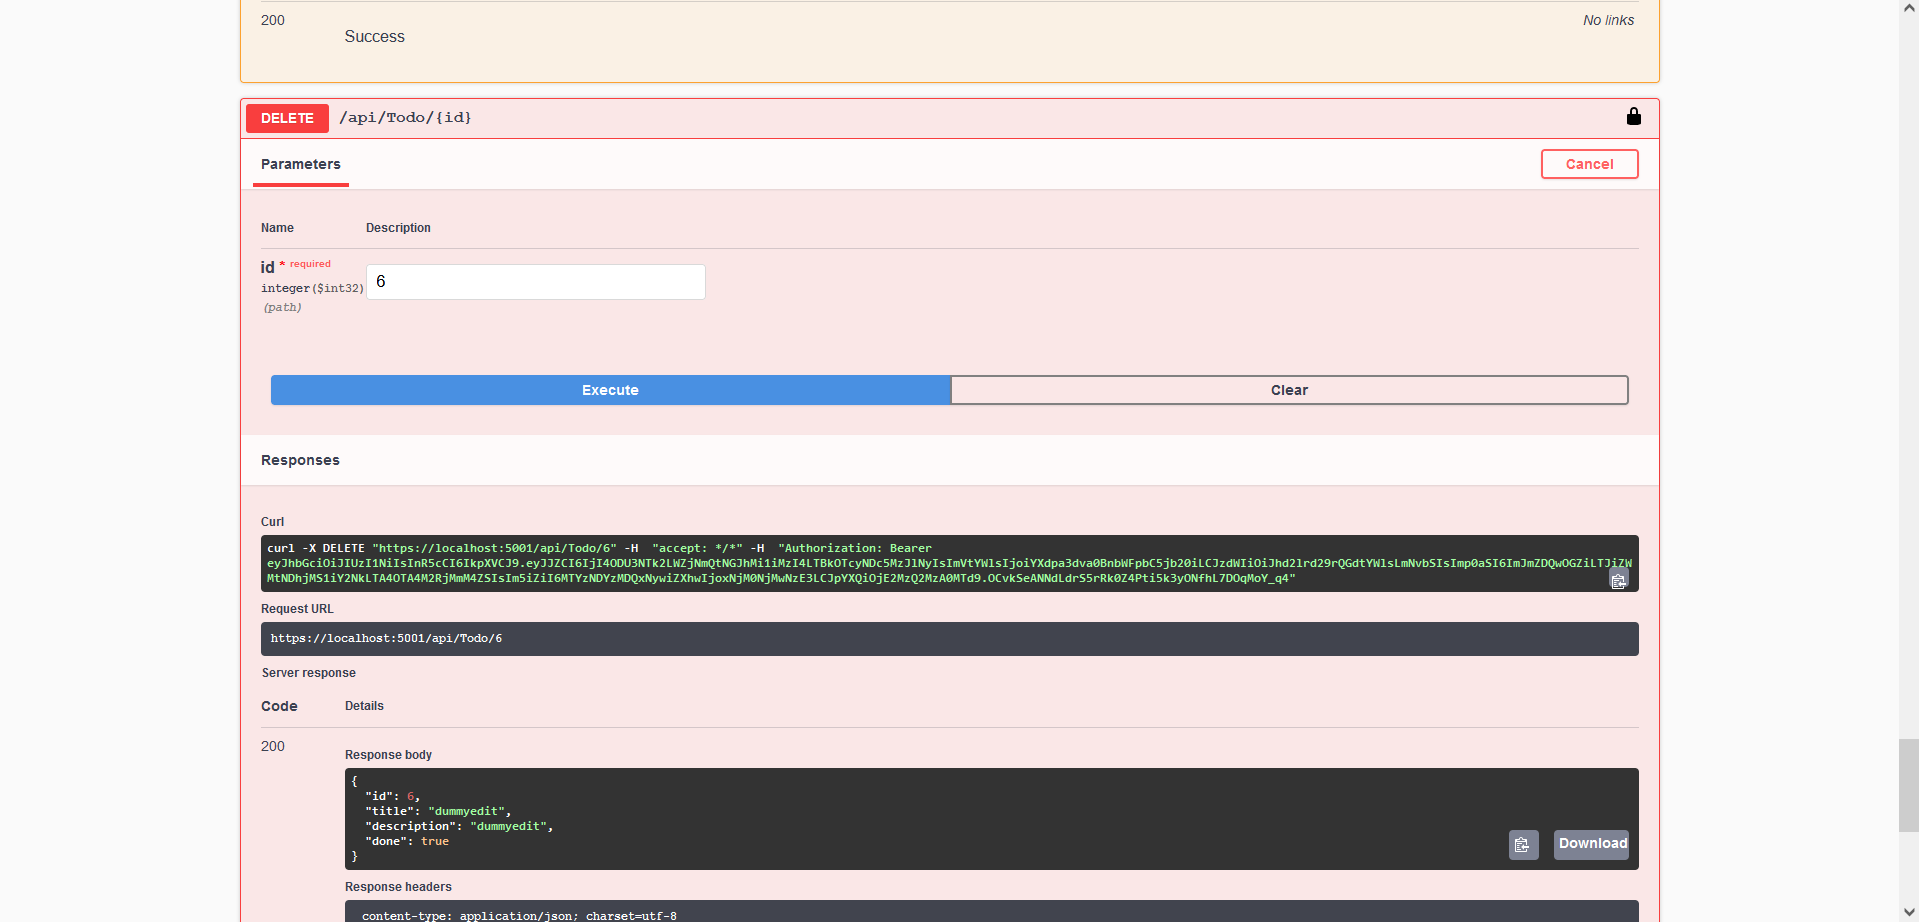 200
No links
Success
DELETE /api/Todo/{id}
Parameters
Cancel
Name Description
id * required
integer($int32)
(path)
6
Execute
Clear
Responses
Curl
curl -X DELETE "https://localhost:5001/api/Todo/6" -H  "accept: */*" -H  "Authorization: Bearer
Request URL
https://localhost:5001/api/Todo/6
Server response
Code Details
200
Response body
{
"id": 6,
"title": "dummyedit",
"description": "dummyedit",
"done": true
}
Download
Response headers
content-type: application/json; charset=utf-8